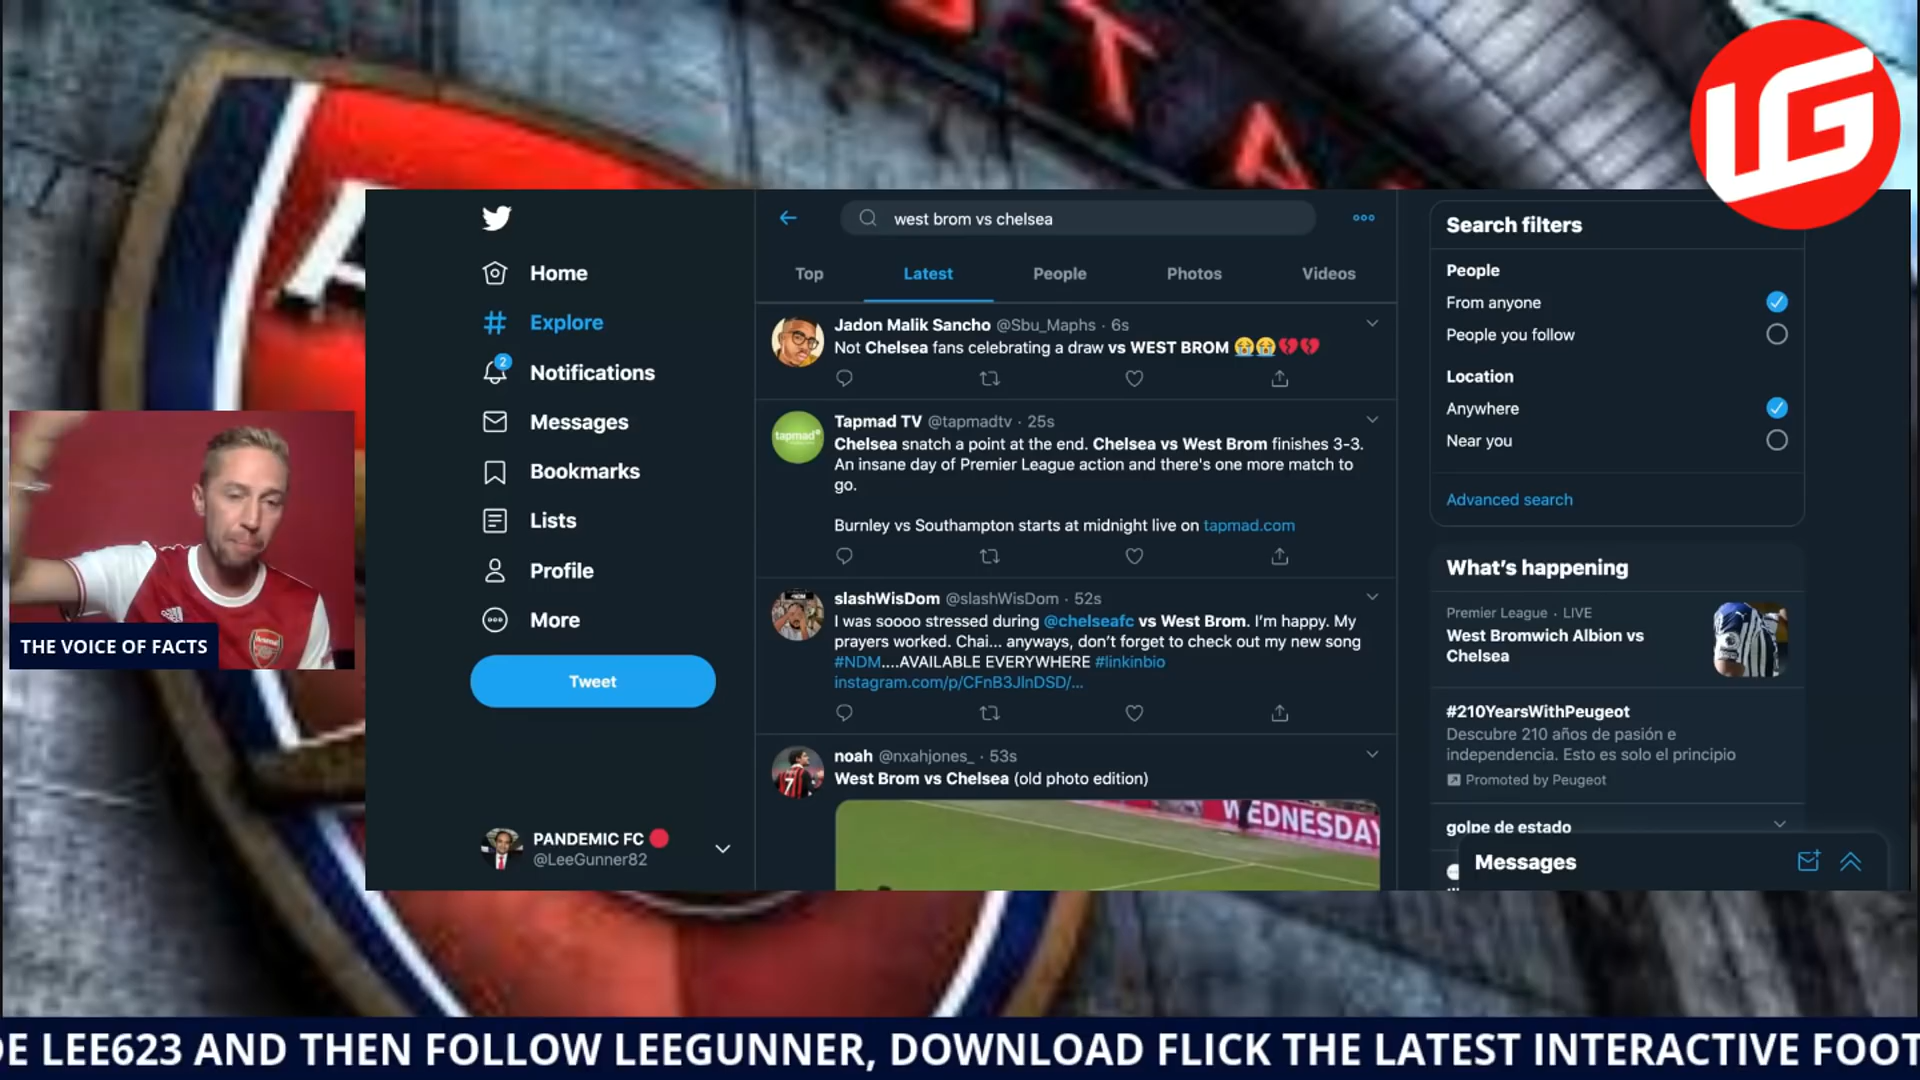 LG
west brom vs chelsea
Home
Explore
2
Notifications
Messages
Bookmarks
Lists
Profile
More
Tweet
PANDEMIC FC
@LeeGunner82
Top
Latest
People
Photos
Videos
Jadon Malik Sancho @Sbu_Maphs · 6s
Not Chelsea fans celebrating a draw vs WEST BROM 😭😭💔💔
Tapmad TV @tapmadtv · 25s
tapmad
Chelsea snatch a point at the end. Chelsea vs West Brom finishes 3-3.
An insane day of Premier League action and there's one more match to
go.
Burnley vs Southampton starts at midnight live on tapmad.com
slashWisDom @slashWisDom · 52s
I was soooo stressed during @chelseafc vs West Brom. I'm happy. My
prayers worked. Chai... anyways, don't forget to check out my new song
#NDM....AVAILABLE EVERYWHERE #linkinbio
instagram.com/p/CFnB3JlnDSD/...
noah @nxahjones_ · 53s
7
West Brom vs Chelsea (old photo edition)
WEDNESDAY
Search filters
People
From anyone
People you follow
Location
Anywhere
Near you
Advanced search
What's happening
Premier League · LIVE
West Bromwich Albion vs
Chelsea
#210YearsWithPeugeot
Descubre 210 años de pasión e
independencia. Esto es solo el principio
Promoted by Peugeot
golpe de estado
Messages
THE VOICE OF FACTS
Arsenal
DE LEE623 AND THEN FOLLOW LEEGUNNER, DOWNLOAD FLICK THE LATEST INTERACTIVE FOOT